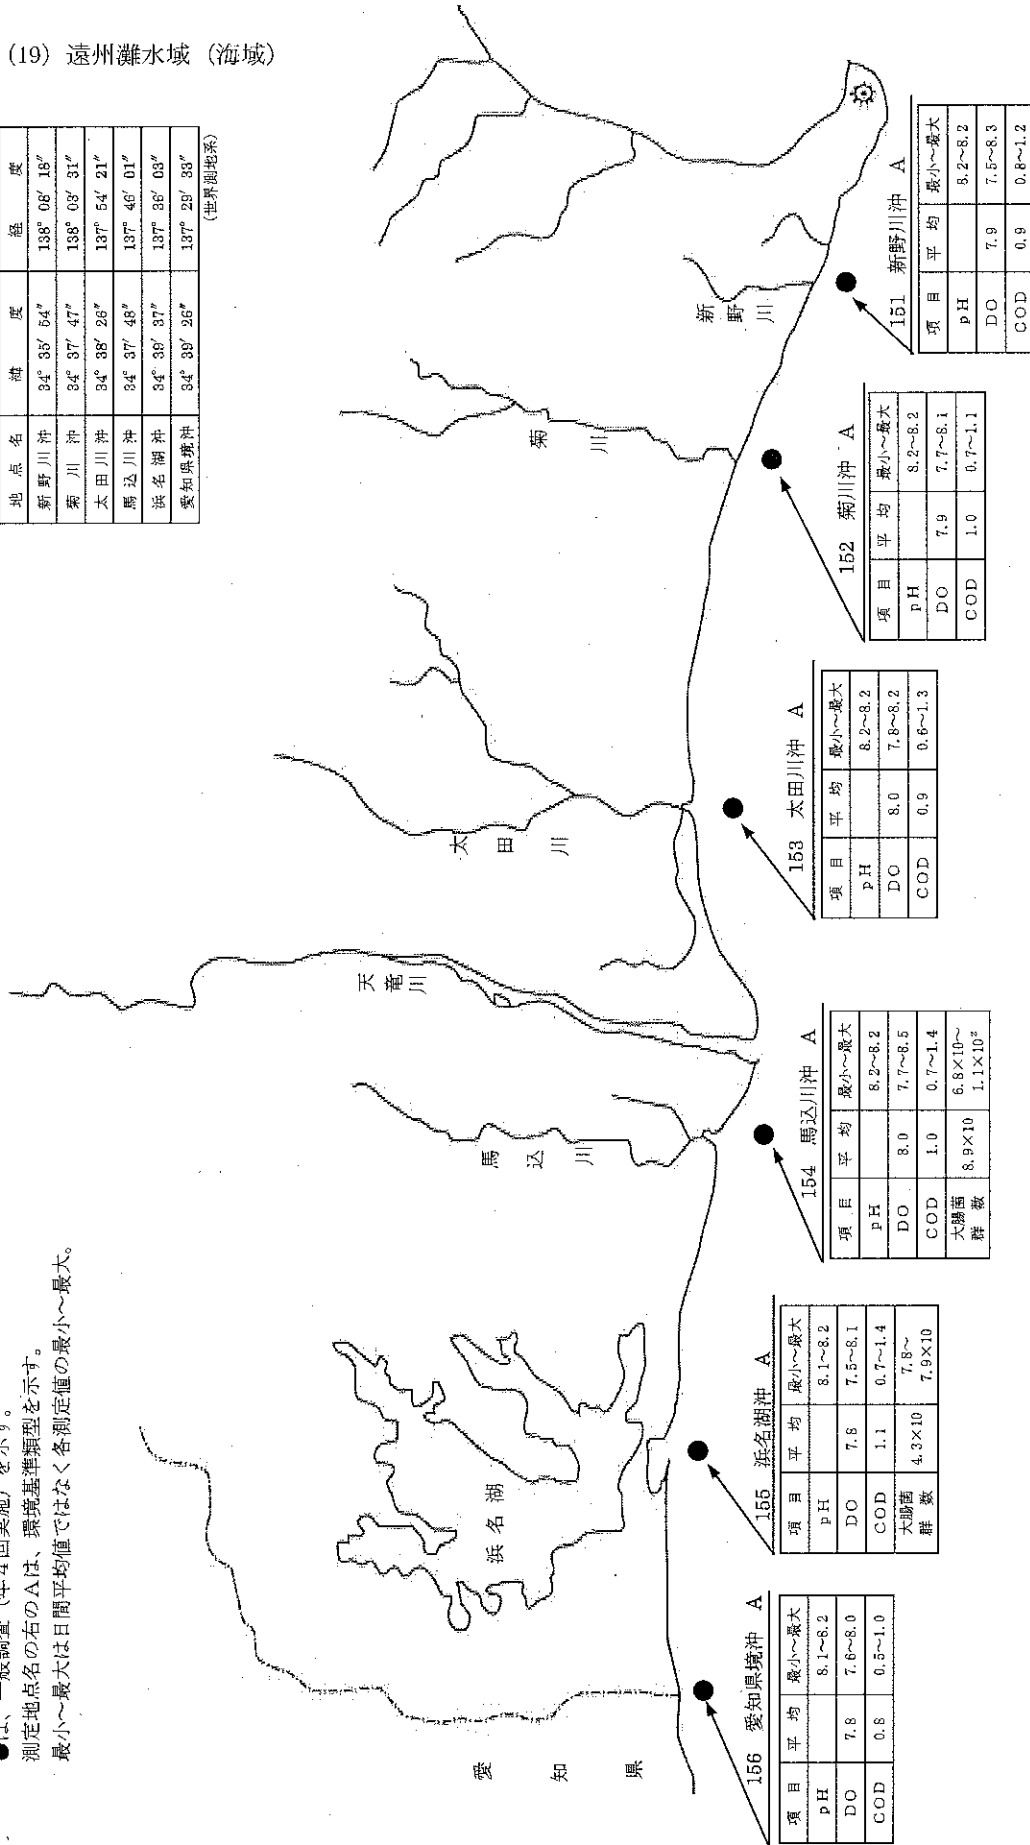 (19) 遠州灘水域 (海域)
地点名 緯度 経度
新野川沖 34° 35′ 54″ 138° 08′ 18″
菊川沖 34° 37′ 47″ 138° 03′ 31″
太田川沖 34° 38′ 26″ 137° 54′ 21″
馬込川沖 34° 37′ 48″ 137° 46′ 01″
浜名湖沖 34° 39′ 37″ 137° 36′ 03″
愛知県境沖 34° 39′ 26″ 137° 29′ 33″
(世界測地系)
●は、一般調査 (年4回実施) を示す。
測定地点名の右のAは、環境基準類型を示す。
最小～最大は日間平均値ではなく各測定値の最小～最大。
愛知県
浜名湖
馬込川
天竜川
太田川
菊川
新野川
156 愛知県境沖 A
項目 平均 最小～最大
pH 8.1~8.2
DO 7.8 7.6~8.0
COD 0.8 0.5~1.0
155 浜名湖沖 A
項目 平均 最小～最大
pH 8.1~8.2
DO 7.8 7.5~8.1
COD 1.1 0.7~1.4
大腸菌群数 4.3×10 7.8~
7.9×10
154 馬込川沖 A
項目 平均 最小～最大
pH 8.2~8.2
DO 8.0 7.7~8.5
COD 1.0 0.7~1.4
大腸菌群数 8.9×10 6.8×10~
1.1×10²
153 太田川沖 A
項目 平均 最小～最大
pH 8.2~8.2
DO 8.0 7.8~8.2
COD 0.9 0.6~1.3
152 菊川沖 A
項目 平均 最小～最大
pH 8.2~8.2
DO 7.9 7.7~8.1
COD 1.0 0.7~1.1
151 新野川沖 A
項目 平均 最小～最大
pH 8.2~8.2
DO 7.9 7.5~8.3
COD 0.9 0.8~1.2